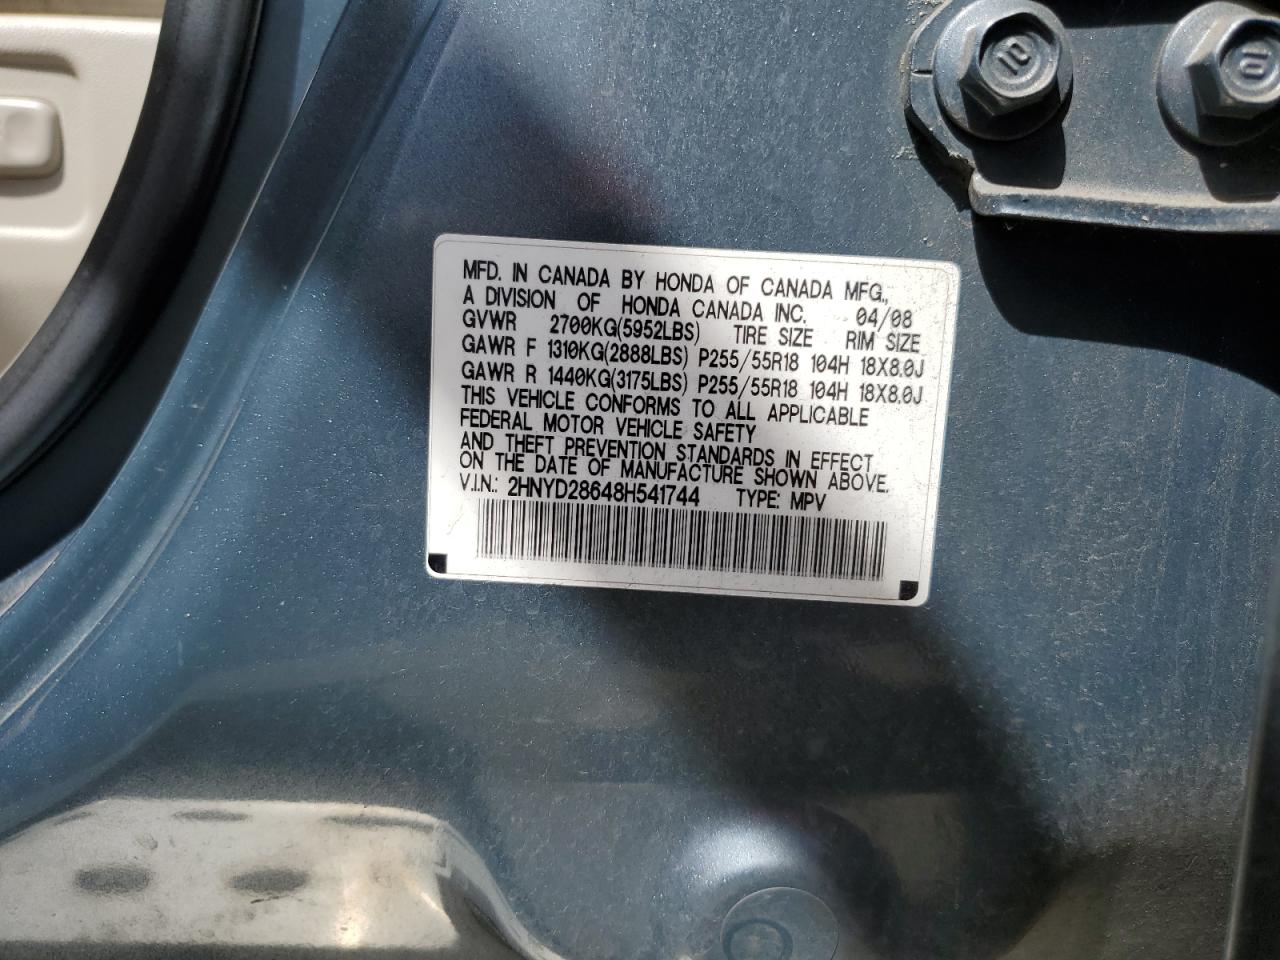 10
10
MFD. IN CANADA BY HONDA OF CANADA MFG.,
A DIVISION OF HONDA CANADA INC. 04/08
GVWR 2700KG(5952LBS) TIRE SIZE RIM SIZE
GAWR F 1310KG(2888LBS) P255/55R18 104H 18X8.0J
GAWR R 1440KG(3175LBS) P255/55R18 104H 18X8.0J
THIS VEHICLE CONFORMS TO ALL APPLICABLE
FEDERAL MOTOR VEHICLE SAFETY
AND THEFT PREVENTION STANDARDS IN EFFECT
ON THE DATE OF MANUFACTURE SHOWN ABOVE.
V.I.N.: 2HNYD28648H541744 TYPE: MPV